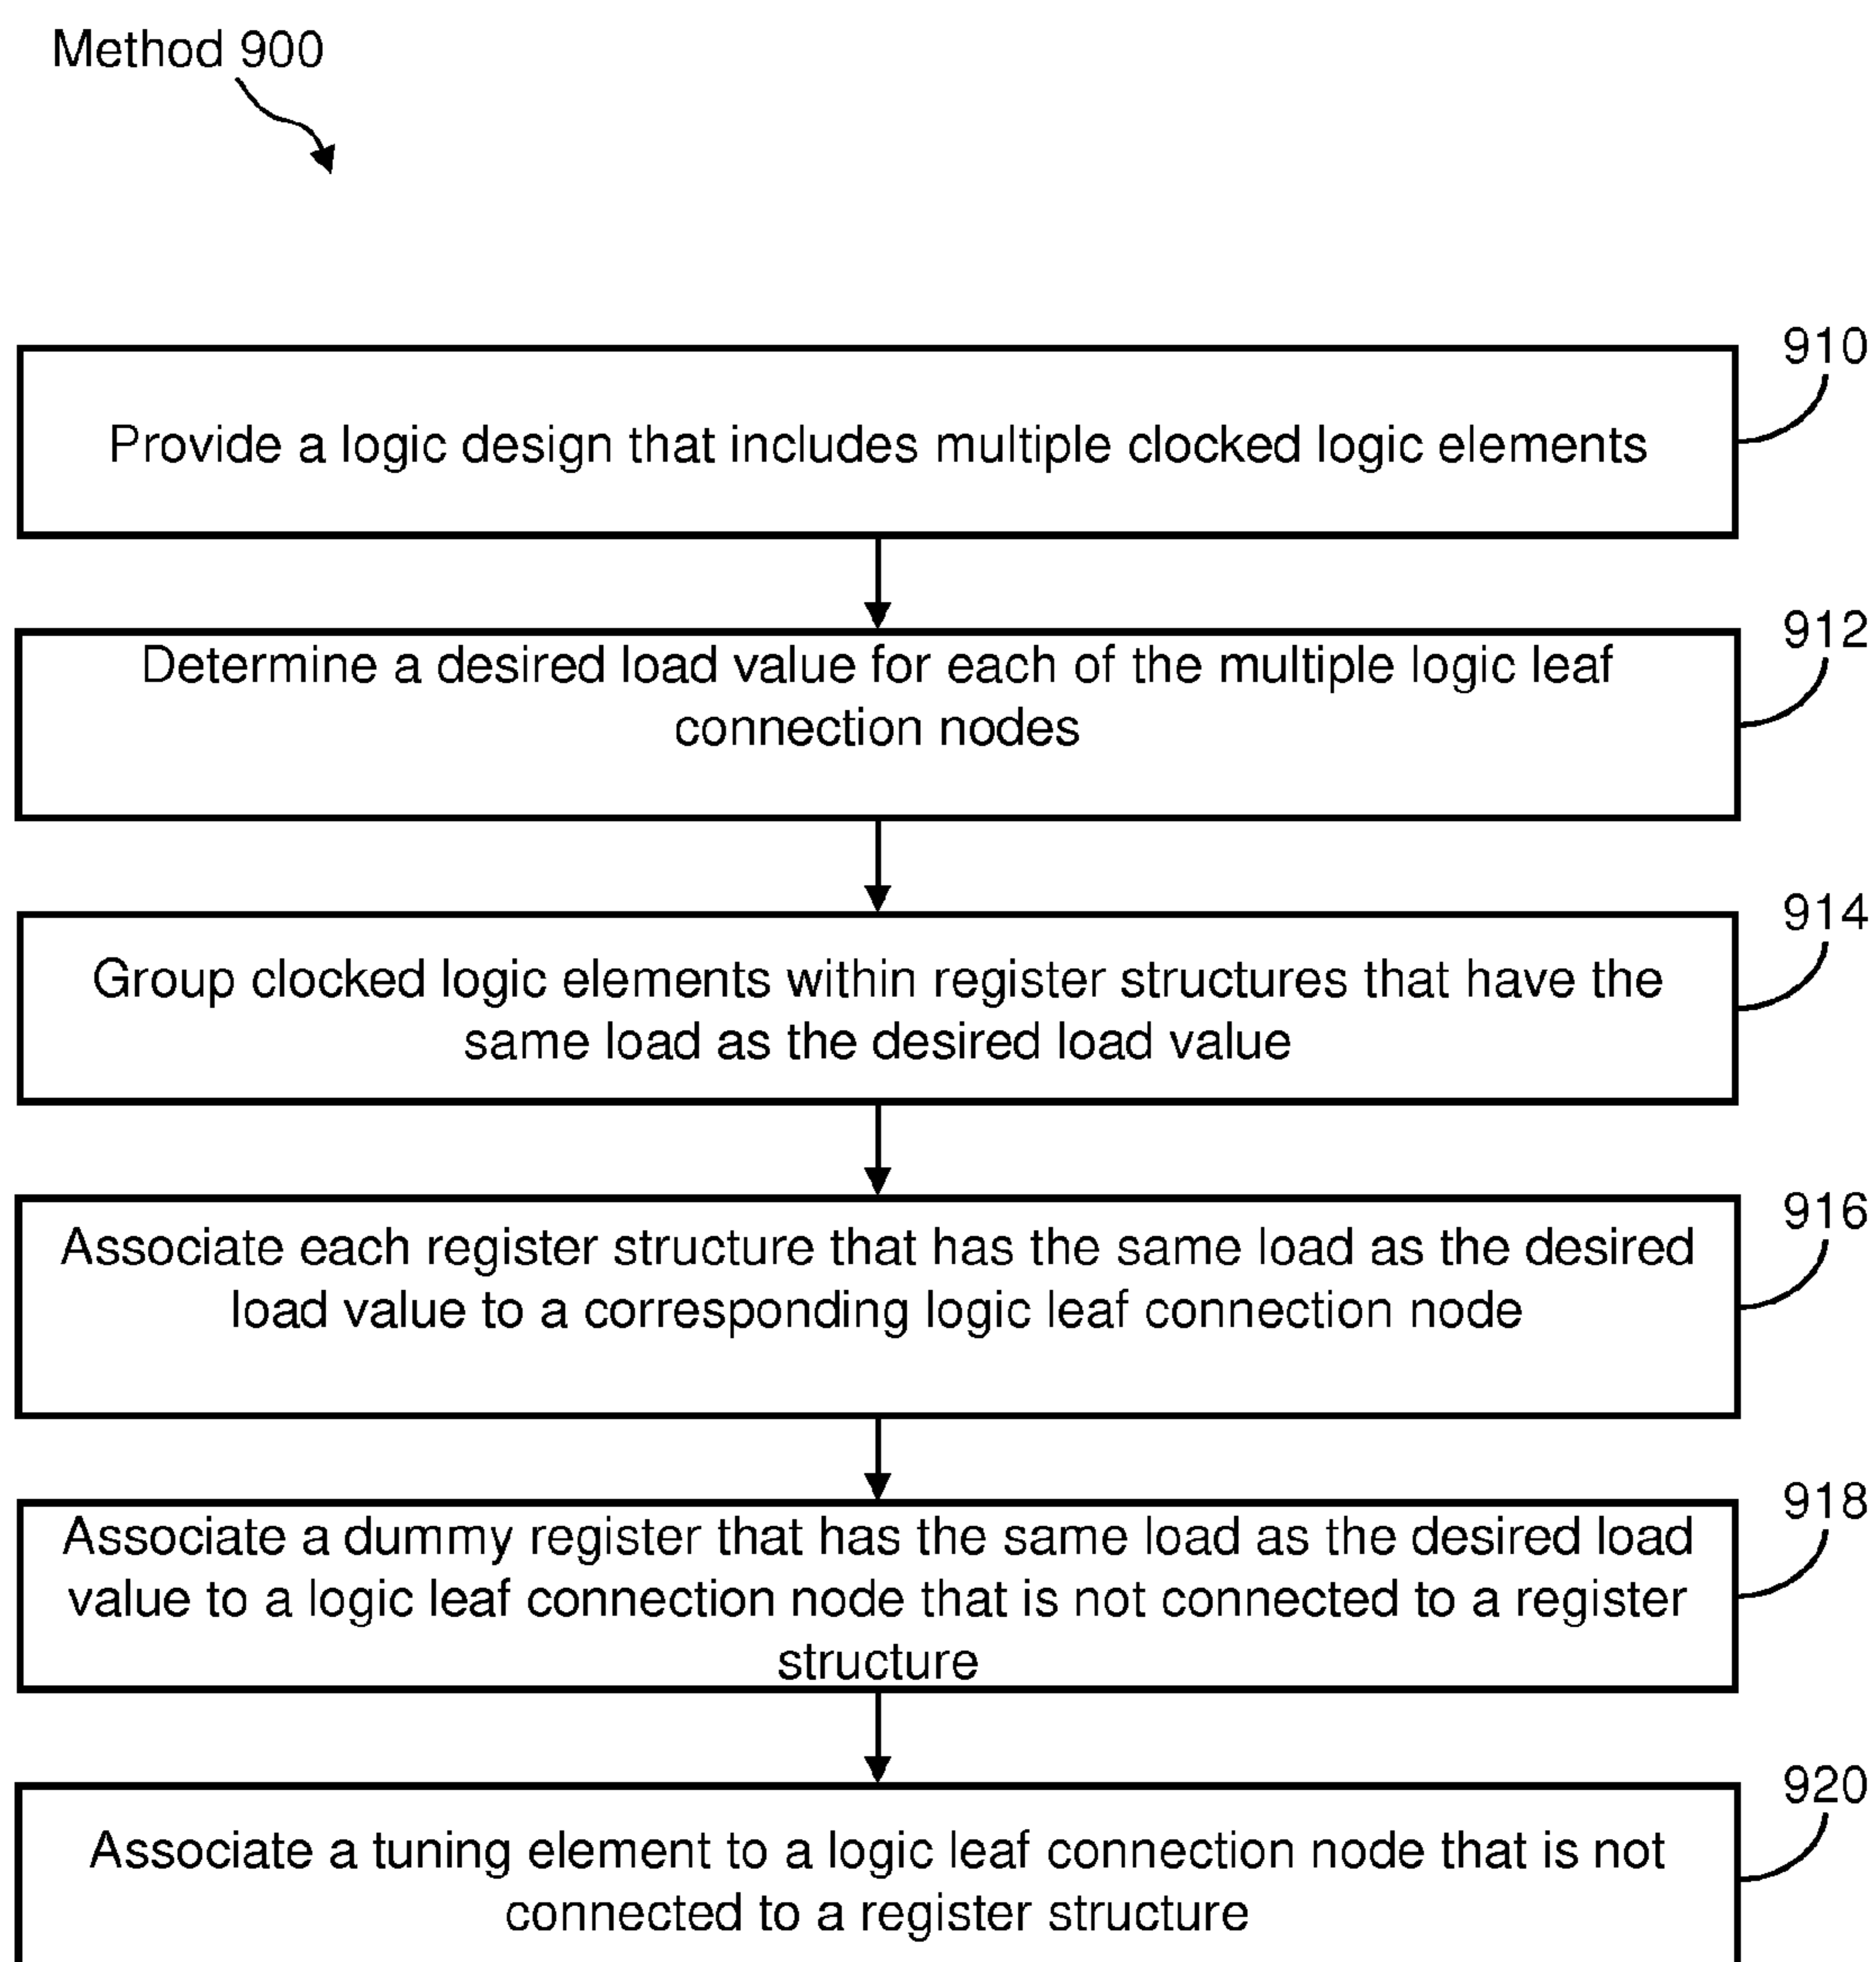 Method 900
910
Provide a logic design that includes multiple clocked logic elements
912
Determine a desired load value for each of the multiple logic leaf
connection nodes
914
Group clocked logic elements within register structures that have the
same load as the desired load value
916
Associate each register structure that has the same load as the desired
load value to a corresponding logic leaf connection node
918
Associate a dummy register that has the same load as the desired load
value to a logic leaf connection node that is not connected to a register
structure
920
Associate a tuning element to a logic leaf connection node that is not
connected to a register structure